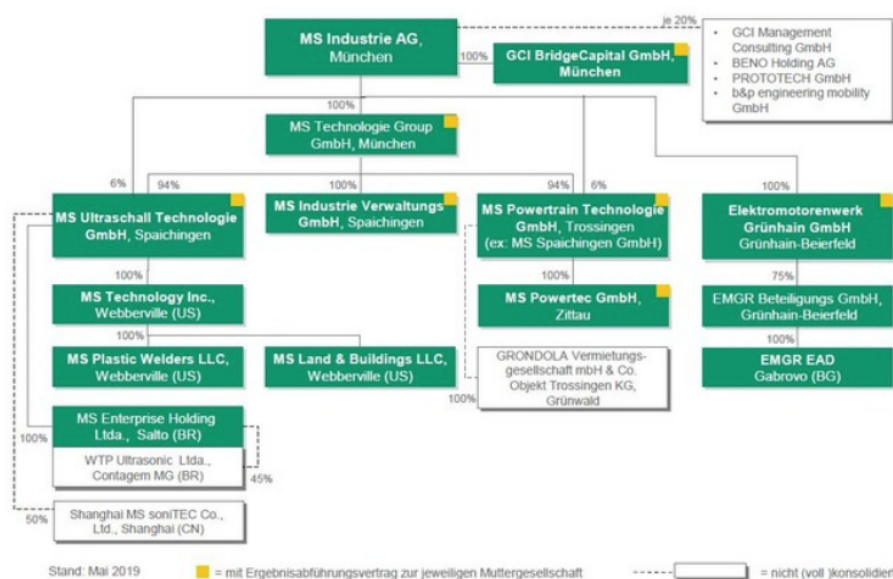 MS Industrie AG,
München
je 20%
• GCI Management
Consulting GmbH
• BENO Holding AG
• PROTOTECH GmbH
• b&p engineering mobility
GmbH
100%
GCI BridgeCapital GmbH,
München
100%
MS Technologie Group
GmbH, München
6%
94%
100%
94%
6%
100%
MS Ultraschall Technologie
GmbH, Spaichingen
MS Industrie Verwaltungs
GmbH, Spaichingen
MS Powertrain Technologie
GmbH, Trossingen
(ex: MS Spaichingen GmbH)
Elektromotorenwerk
Grünhain GmbH
Grünhain-Beierfeld
100%
100%
75%
MS Technology Inc.,
Webberville (US)
MS Powertec GmbH,
Zittau
EMGR Beteiligungs GmbH,
Grünhain-Beierfeld
100%
100%
MS Plastic Welders LLC,
Webberville (US)
MS Land & Buildings LLC,
Webberville (US)
GRONDOLA Vermietungs-
gesellschaft mbH & Co.
Objekt Trossingen KG,
Grünwald
100%
EMGR EAD
Gabrovo (BG)
MS Enterprise Holding
Ltda., Salto (BR)
100%
WTP Ultrasonic Ltda.,
Contagem MG (BR)
45%
50%
Shanghai MS soniTEC Co.,
Ltd., Shanghai (CN)
Stand: Mai 2019
= mit Ergebnisabführungsvertrag zur jeweiligen Muttergesellschaft
= nicht (voll )konsolidier